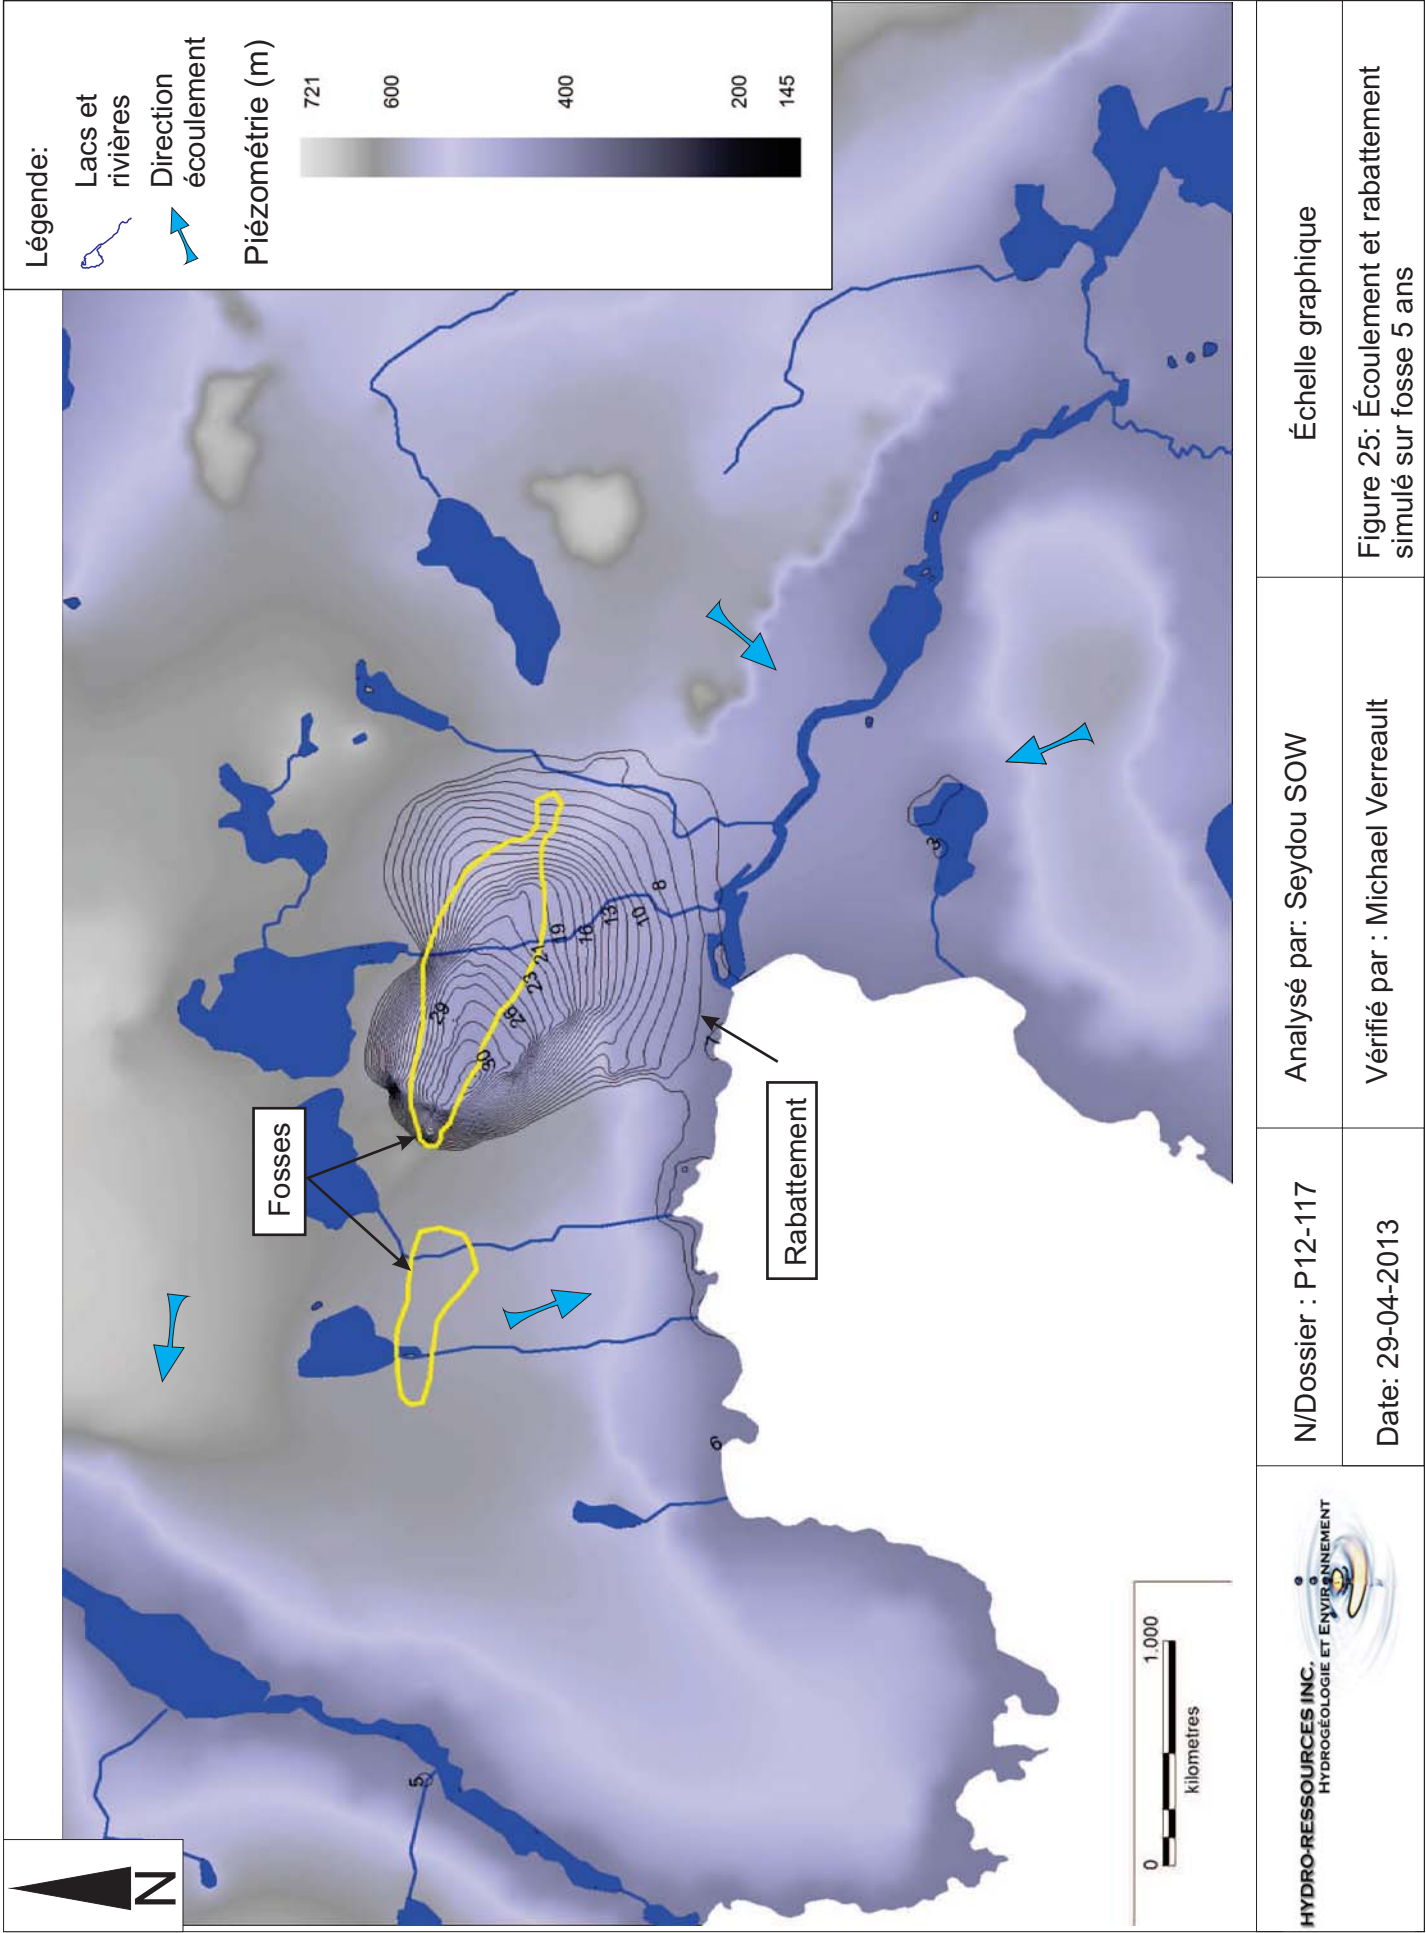 Légende:
Lacs et
rivières
Direction
écoulement
Piézométrie (m)
721
600
400
200
145
N
Fosses
Rabattement
29
30
26
23
21
19
16
13
10
8
7
6
5
3
0
1.000
kilometres
HYDRO-RESSOURCES INC.
HYDROGÉOLOGIE ET ENVIRONNEMENT
N/Dossier : P12-117
Date: 29-04-2013
Analysé par: Seydou SOW
Vérifié par : Michael Verreault
Échelle graphique
Figure 25: Écoulement et rabattement
simulé sur fosse 5 ans